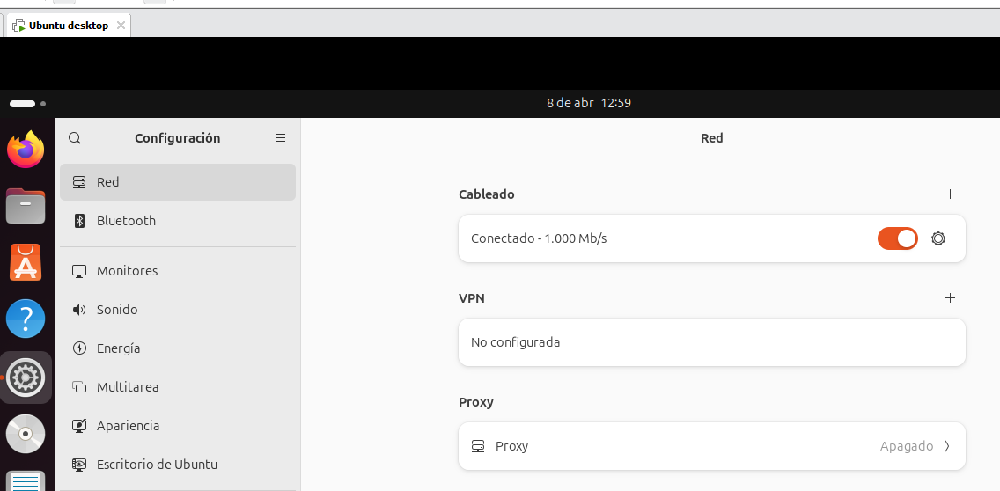 Ubuntu desktop
8 de abr 12:59
Configuración
Red
Red
Bluetooth
Monitores
Sonido
Energía
Multitarea
Apariencia
Escritorio de Ubuntu
Cableado
Conectado - 1.000 Mb/s
VPN
No configurada
Proxy
Proxy
Apagado